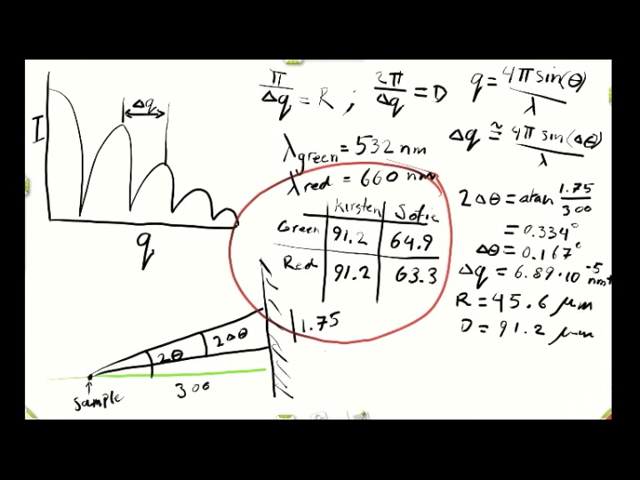 I
Δq
q
π/Δq = R ; 2π/Δq = D
λgreen = 532 nm
λred = 660 nm
Kirsten Sofie
Green 91.2 64.9
Red 91.2 63.3
q = 4π sin(θ)/λ
Δq ≅ 4π sin(Δθ)/λ
2Δθ = atan 1.75/300
= 0.334°
Δθ = 0.167°
Δq = 6.89·10⁻⁵ nm⁻¹
R = 45.6 μm
D = 91.2 μm
1.75
2θ
2Δθ
300
Sample